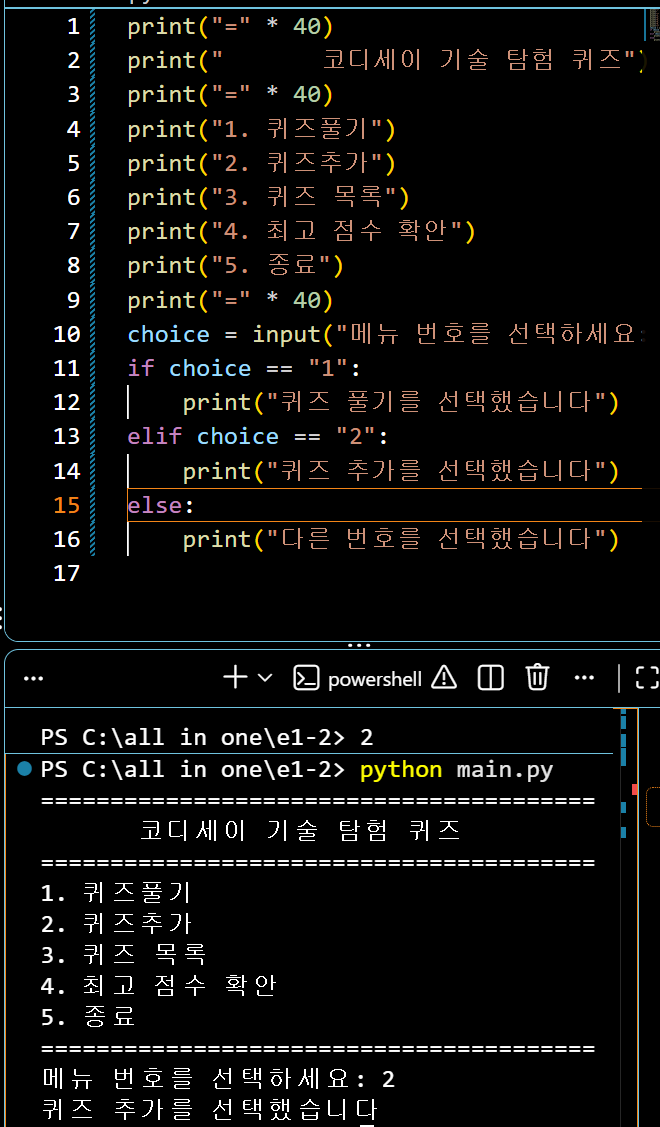 1 print("=" * 40)
2 print("       코디세이 기술 탐험 퀴즈")
3 print("=" * 40)
4 print("1. 퀴즈풀기")
5 print("2. 퀴즈추가")
6 print("3. 퀴즈 목록")
7 print("4. 최고 점수 확안")
8 print("5. 종료")
9 print("=" * 40)
10 choice = input("메뉴 번호를 선택하세요:
11 if choice == "1":
12     print("퀴즈 풀기를 선택했습니다")
13 elif choice == "2":
14     print("퀴즈 추가를 선택했습니다")
15 else:
16     print("다른 번호를 선택했습니다")
17
powershell
PS C:\all in one\e1-2> 2
PS C:\all in one\e1-2> python main.py
========================================
       코디세이 기술 탐험 퀴즈
========================================
1. 퀴즈풀기
2. 퀴즈추가
3. 퀴즈 목록
4. 최고 점수 확안
5. 종료
========================================
메뉴 번호를 선택하세요: 2
퀴즈 추가를 선택했습니다